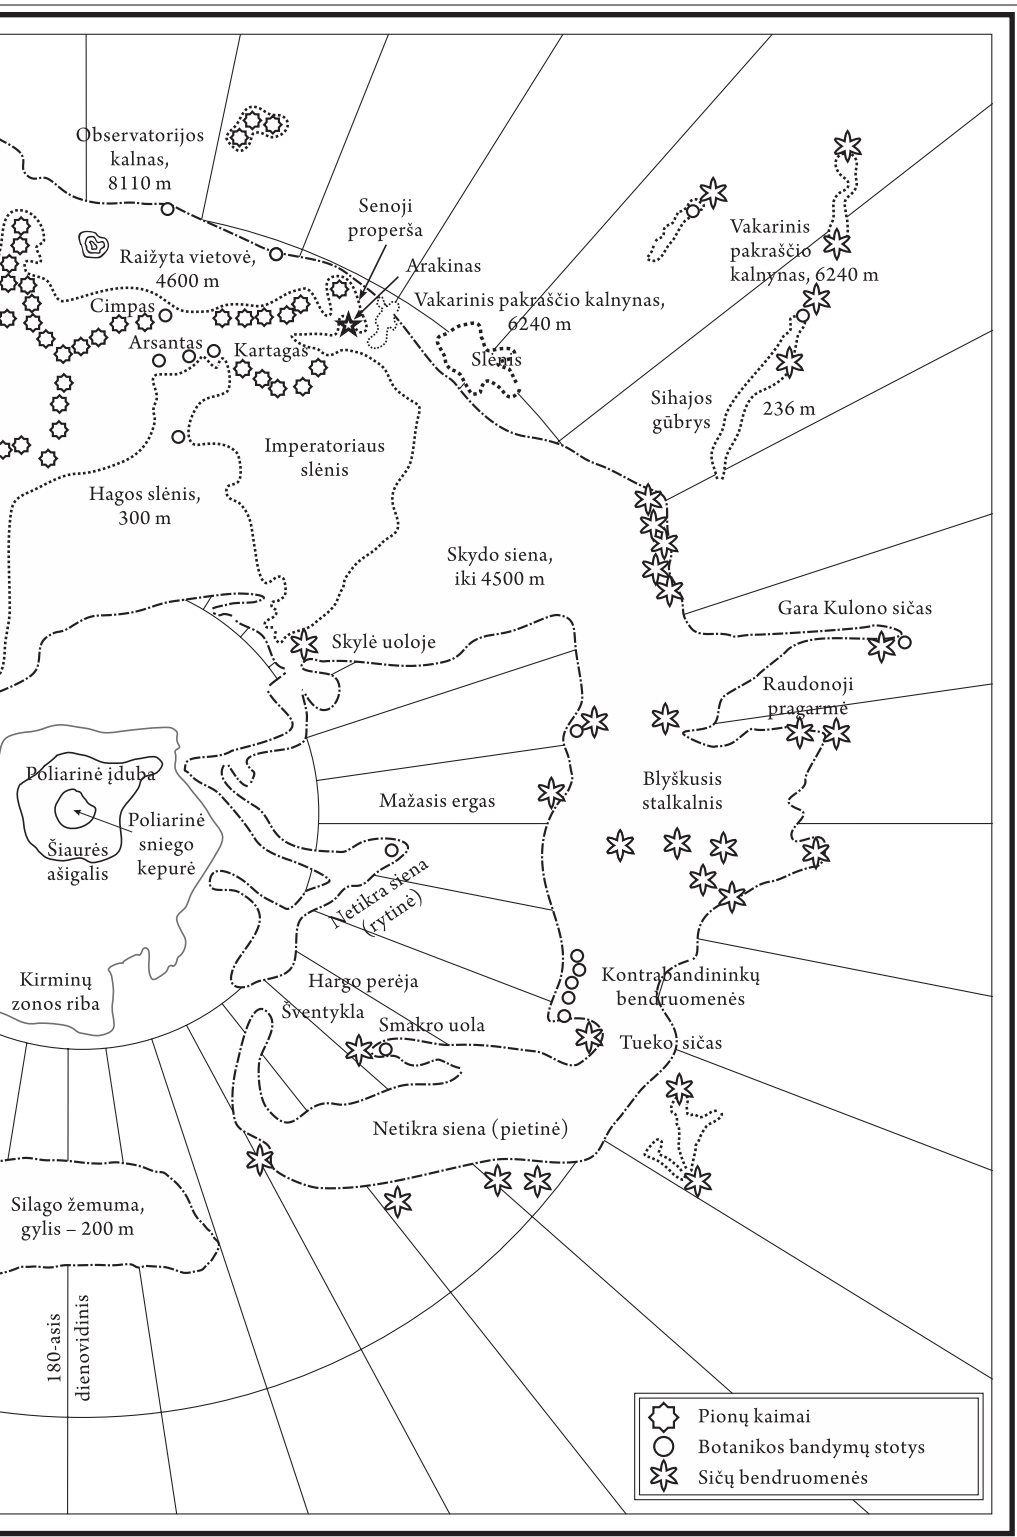 Observatorijos
kalnas,
8110 m
Senoji
properša
Raižyta vietovė,
4600 m
Arakinas
Vakarinis
pakraščio
kalnynas, 6240 m
Cimpas
Vakarinis pakraščio kalnynas,
6240 m
Arsantas
Kartagas
Slėnis
Sihajos
gūbrys
236 m
Imperatoriaus
slėnis
Hagos slėnis,
300 m
Skydo siena,
iki 4500 m
Gara Kulono sičas
Skylė uoloje
Raudonoji
pragarmė
Poliarinė įduba
Blyškusis
stalkalnis
Mažasis ergas
Poliarinė
sniego
kepurė
Šiaurės
ašigalis
Netikra siena
(rytinė)
Kirminų
zonos riba
Hargo perėja
Kontrabandininkų
bendruomenės
Šventykla
Smakro uola
Tueko sičas
Netikra siena (pietinė)
Silago žemuma,
gylis – 200 m
180-asis
dienovidinis
Pionų kaimai
Botanikos bandymų stotys
Sičų bendruomenės